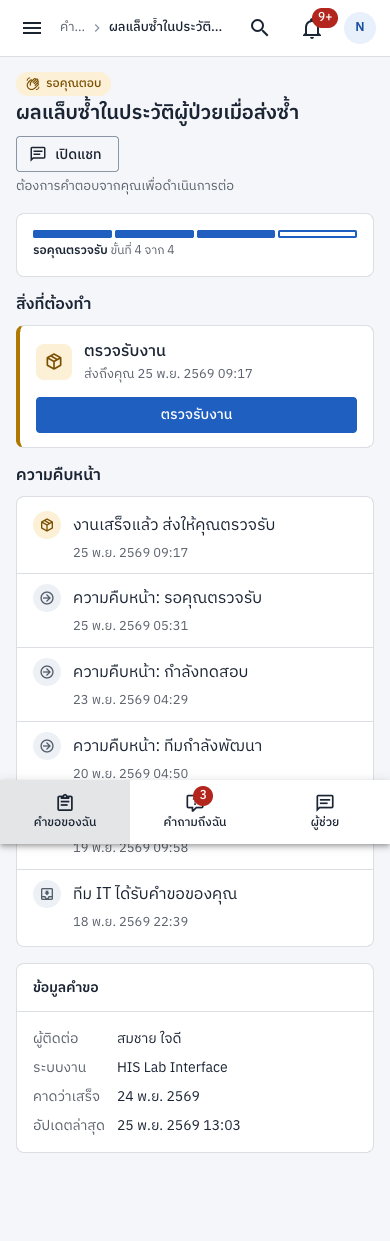 คำ... > ผลแล็บซ้ำในประวัติ... 9+ N
รอคุณตอบ
ผลแล็บซ้ำในประวัติผู้ป่วยเมื่อส่งซ้ำ
เปิดแชท
ต้องการคำตอบจากคุณเพื่อดำเนินการต่อ
รอคุณตรวจรับ ขั้นที่ 4 จาก 4
สิ่งที่ต้องทำ
ตรวจรับงาน
ส่งถึงคุณ 25 พ.ย. 2569 09:17
ตรวจรับงาน
ความคืบหน้า
งานเสร็จแล้ว ส่งให้คุณตรวจรับ
25 พ.ย. 2569 09:17
ความคืบหน้า: รอคุณตรวจรับ
25 พ.ย. 2569 05:31
ความคืบหน้า: กำลังทดสอบ
23 พ.ย. 2569 04:29
ความคืบหน้า: ทีมกำลังพัฒนา
20 พ.ย. 2569 04:50
3
คำขอของฉัน คำถามถึงฉัน ผู้ช่วย
19 พ.ย. 2569 09:58
ทีม IT ได้รับคำขอของคุณ
18 พ.ย. 2569 22:39
ข้อมูลคำขอ
ผู้ติดต่อ สมชาย ใจดี
ระบบงาน HIS Lab Interface
คาดว่าเสร็จ 24 พ.ย. 2569
อัปเดตล่าสุด 25 พ.ย. 2569 13:03